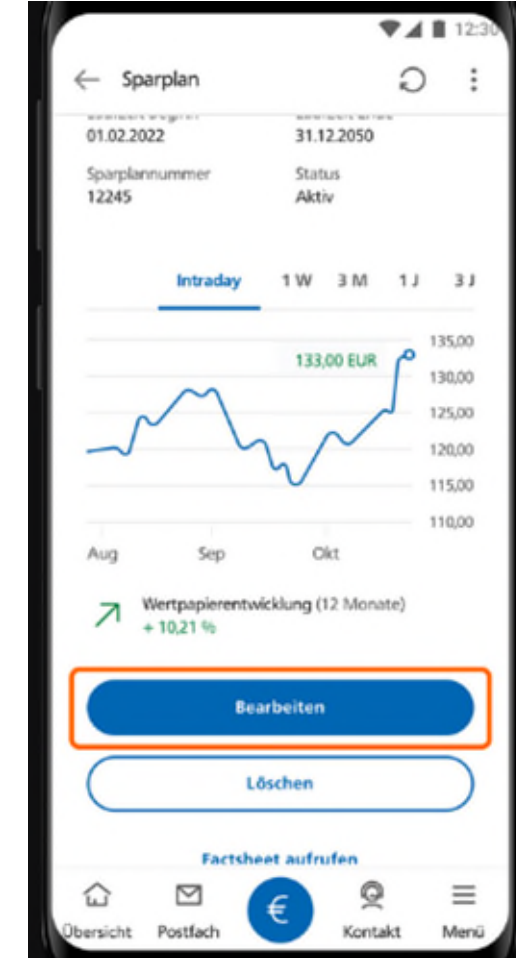 12:30
Sparplan
01.02.2022 31.12.2050
Sparplannummer Status
12245 Aktiv
Intraday 1 W 3 M 1 J 3 J
135,00
133,00 EUR
130,00
125,00
120,00
115,00
110,00
Aug Sep Okt
Wertpapierentwicklung (12 Monate)
+ 10,21 %
Bearbeiten
Löschen
Factsheet aufrufen
€
Übersicht Postfach Kontakt Menü